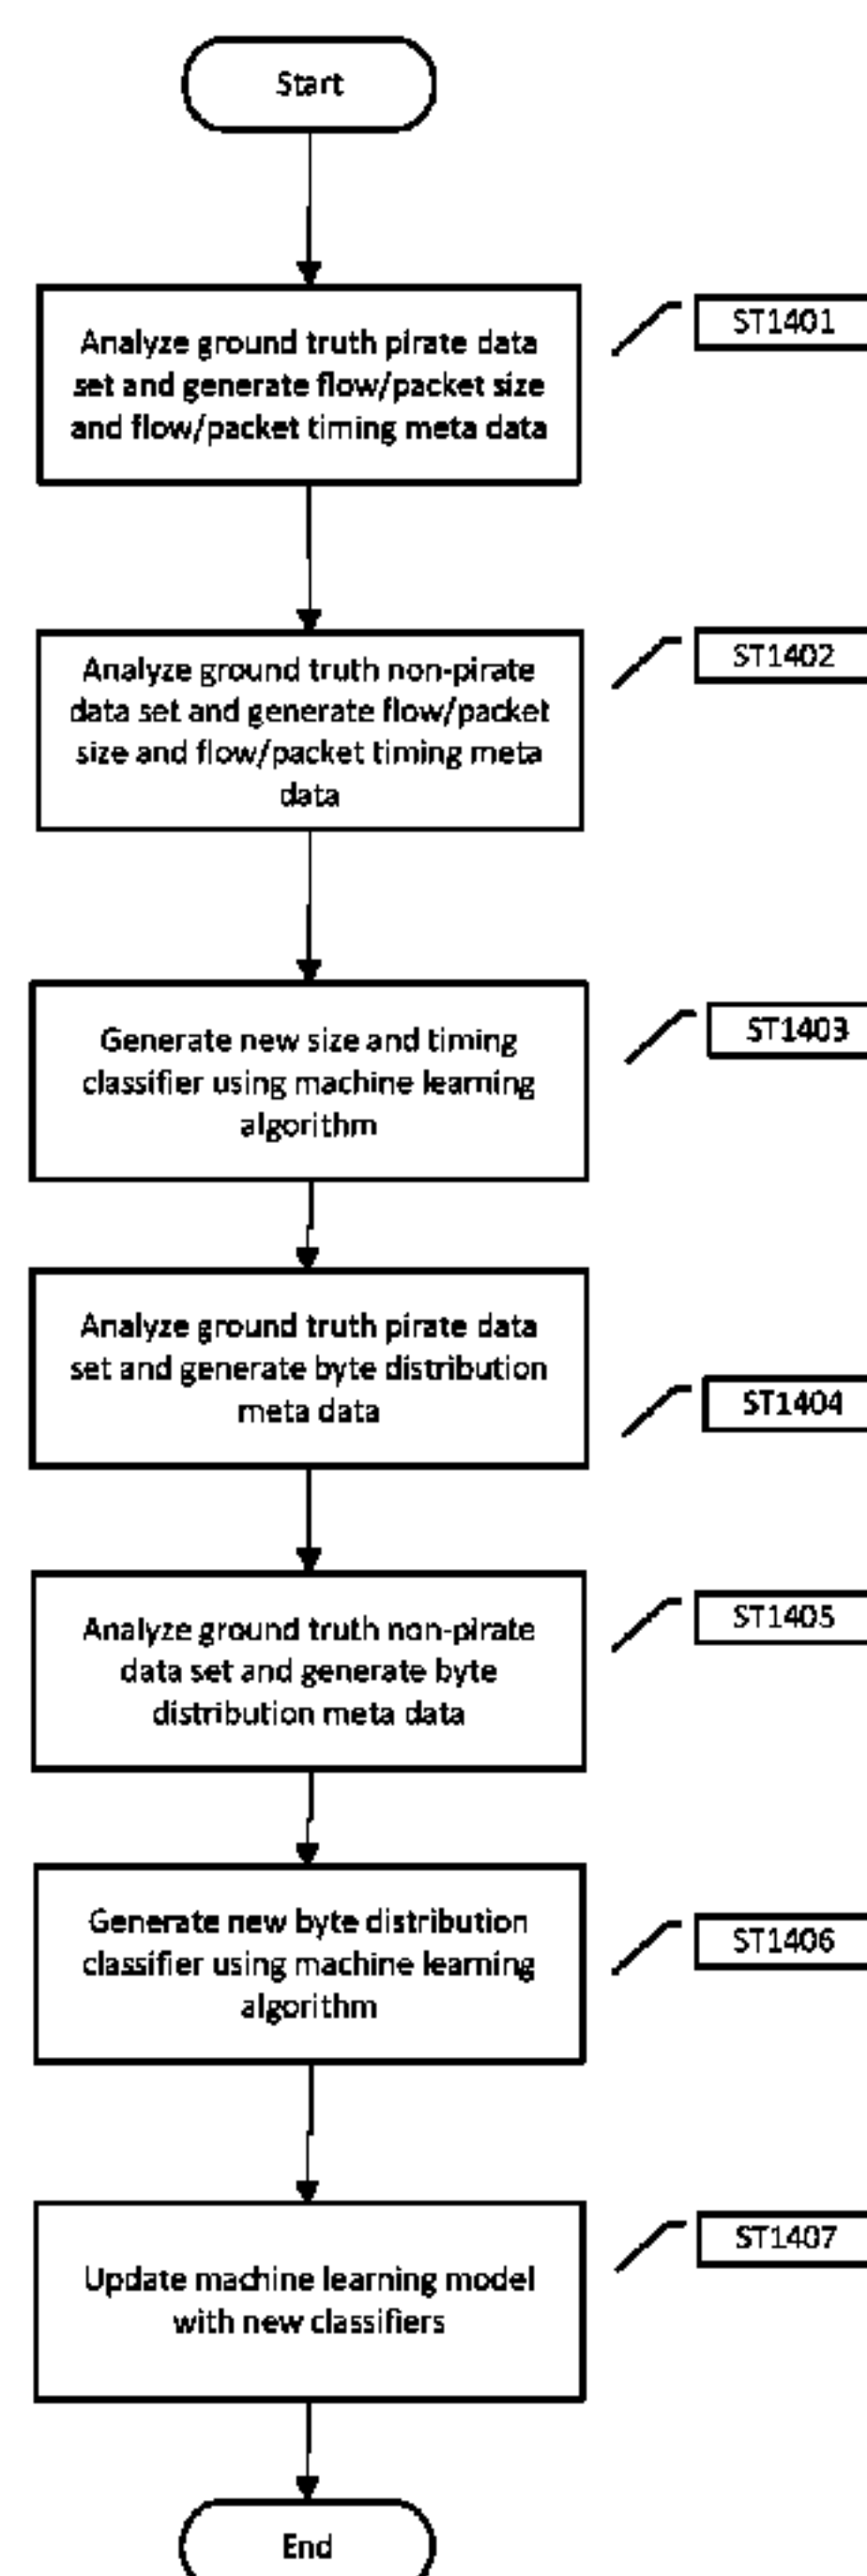 Start
Analyze ground truth pirate data
set and generate flow/packet size
and flow/packet timing meta data
ST1401
Analyze ground truth non-pirate
data set and generate flow/packet
size and flow/packet timing meta
data
ST1402
Generate new size and timing
classifier using machine learning
algorithm
ST1403
Analyze ground truth pirate data
set and generate byte distribution
meta data
ST1404
Analyze ground truth non-pirate
data set and generate byte
distribution meta data
ST1405
Generate new byte distribution
classifier using machine learning
algorithm
ST1406
Update machine learning model
with new classifiers
ST1407
End